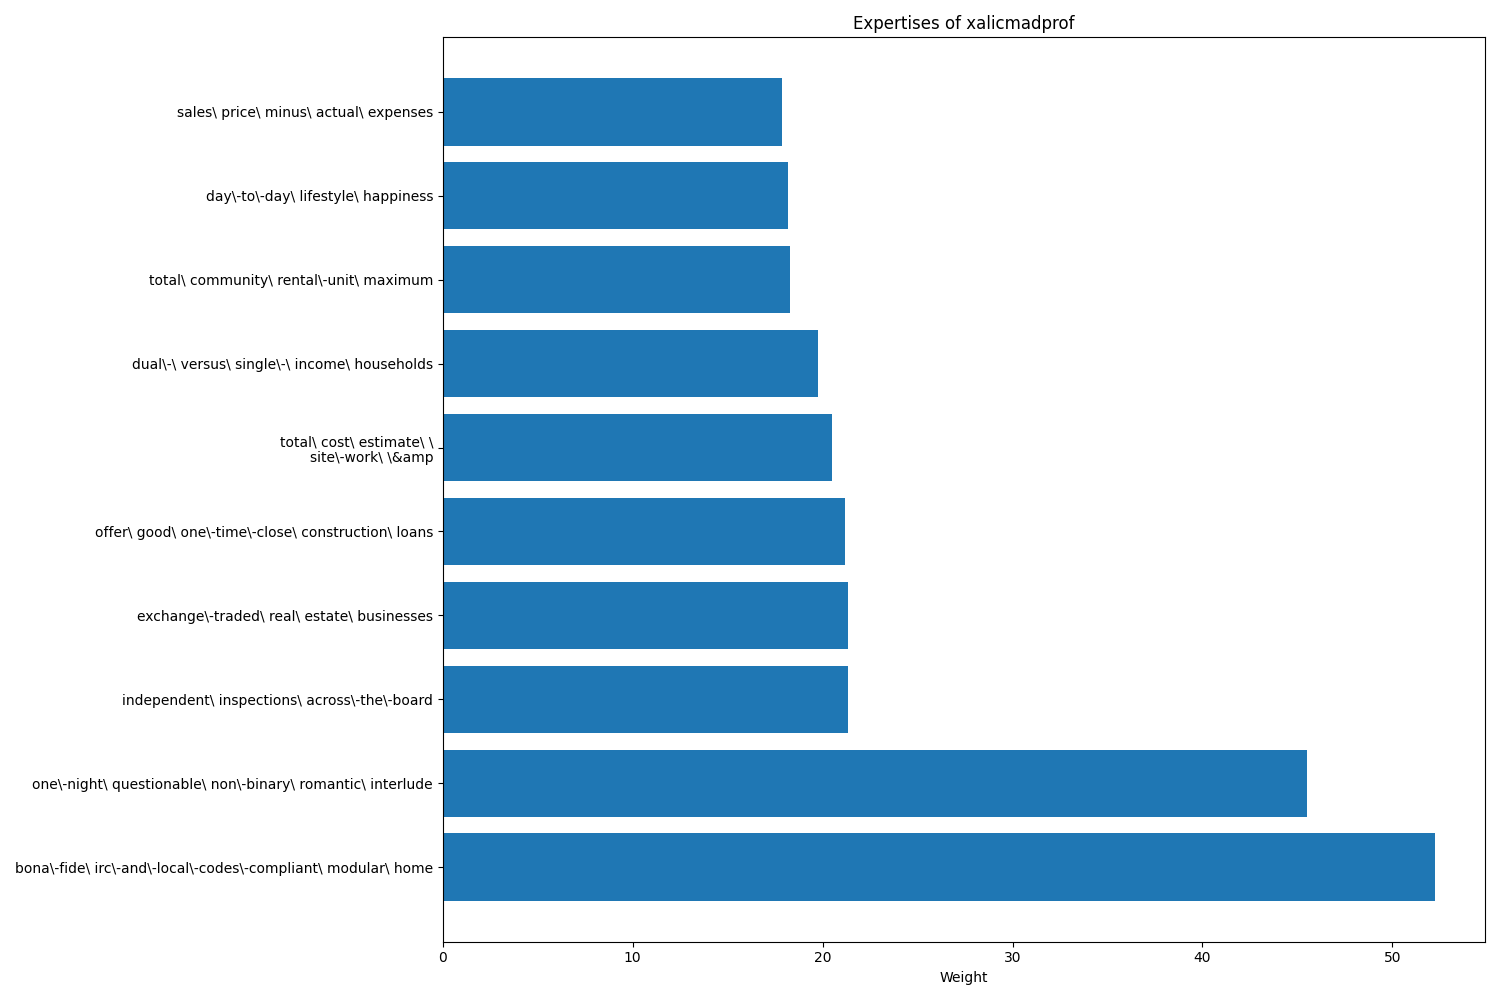 Expertises of xalicmadprof
sales\ price\ minus\ actual\ expenses
day\-to\-day\ lifestyle\ happiness
total\ community\ rental\-unit\ maximum
dual\-\ versus\ single\-\ income\ households
total\ cost\ estimate\ \
site\-work\ \&amp
offer\ good\ one\-time\-close\ construction\ loans
exchange\-traded\ real\ estate\ businesses
independent\ inspections\ across\-the\-board
one\-night\ questionable\ non\-binary\ romantic\ interlude
bona\-fide\ irc\-and\-local\-codes\-compliant\ modular\ home
0 10 20 30 40 50
Weight